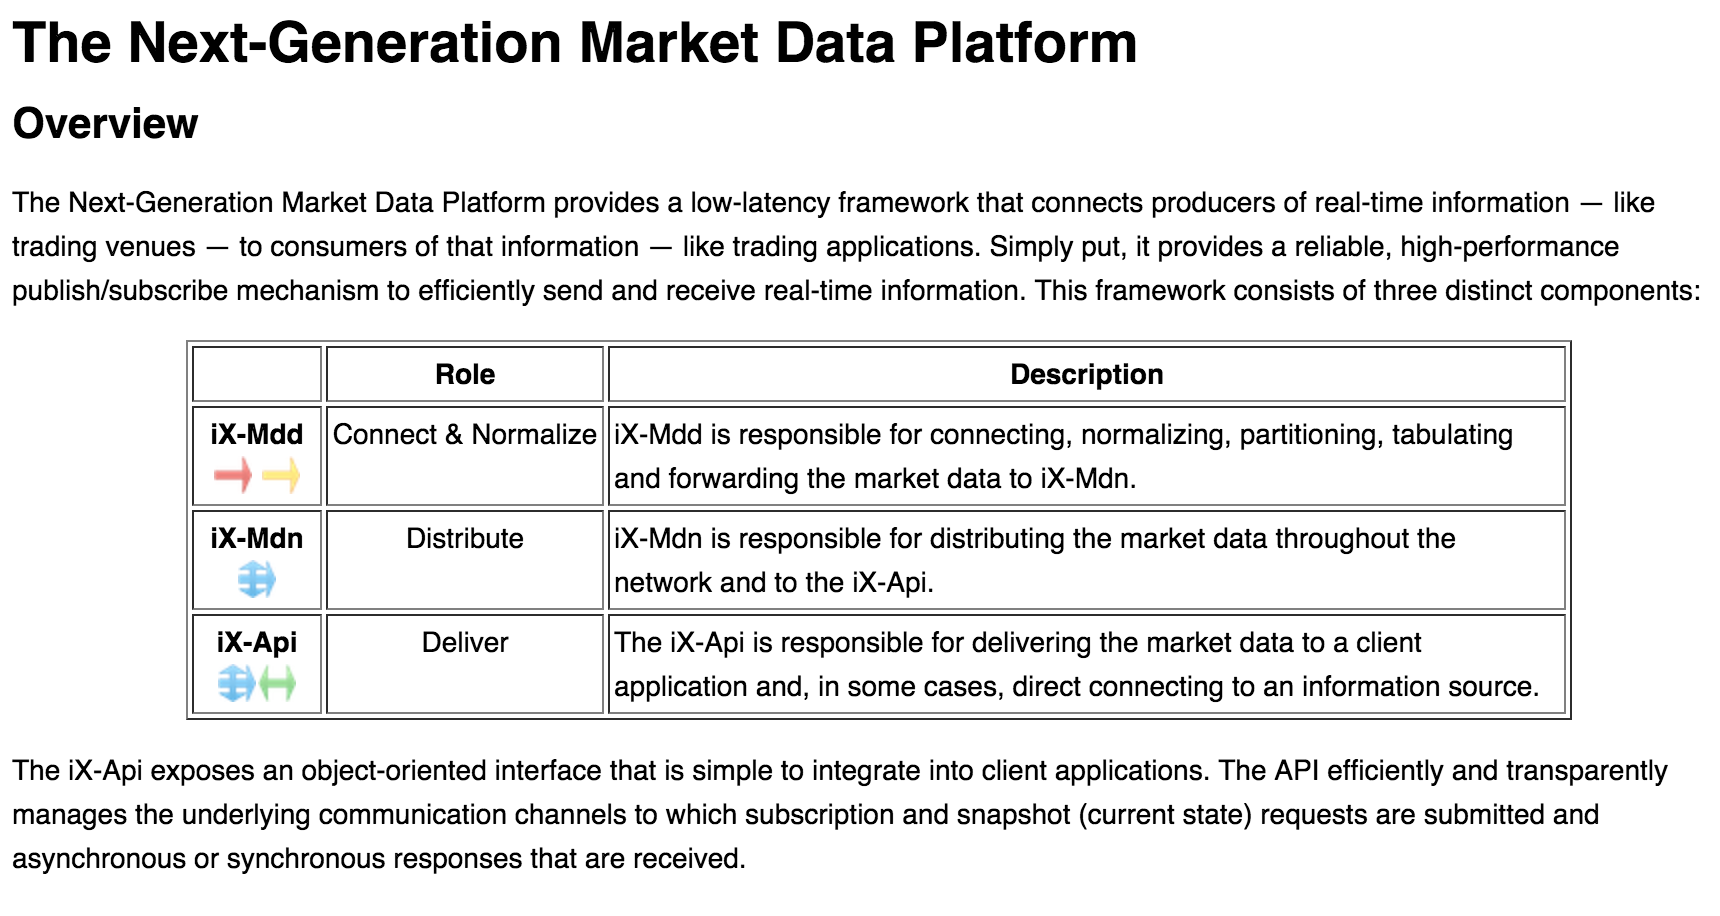 The Next-Generation Market Data Platform
Overview
The Next-Generation Market Data Platform provides a low-latency framework that connects producers of real-time information — like
trading venues — to consumers of that information — like trading applications. Simply put, it provides a reliable, high-performance
publish/subscribe mechanism to efficiently send and receive real-time information. This framework consists of three distinct components:
Role Description
iX-Mdd Connect & Normalize iX-Mdd is responsible for connecting, normalizing, partitioning, tabulating
and forwarding the market data to iX-Mdn.
iX-Mdn Distribute iX-Mdn is responsible for distributing the market data throughout the
network and to the iX-Api.
iX-Api Deliver The iX-Api is responsible for delivering the market data to a client
application and, in some cases, direct connecting to an information source.
The iX-Api exposes an object-oriented interface that is simple to integrate into client applications. The API efficiently and transparently
manages the underlying communication channels to which subscription and snapshot (current state) requests are submitted and
asynchronous or synchronous responses that are received.